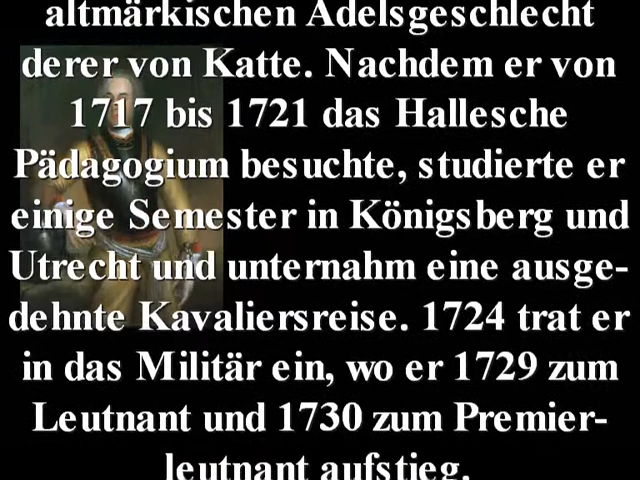 altmärkischen Adelsgeschlecht
derer von Katte. Nachdem er von
1717 bis 1721 das Hallesche
Pädagogium besuchte, studierte er
einige Semester in Königsberg und
Utrecht und unternahm eine ausge-
dehnte Kavaliersreise. 1724 trat er
in das Militär ein, wo er 1729 zum
Leutnant und 1730 zum Premier-
leutnant aufstieg.